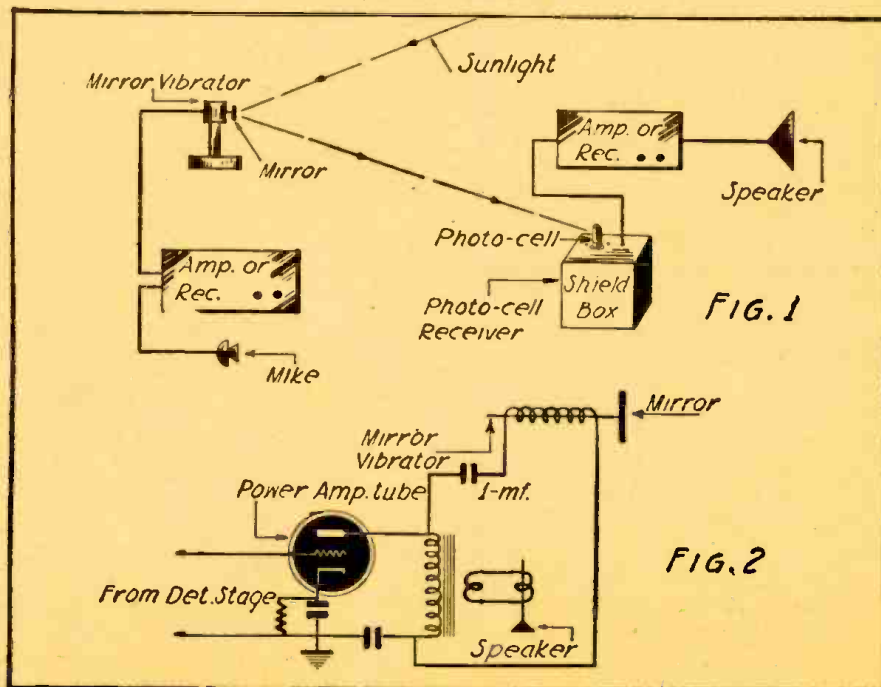 Sunlight
Mirror Vibrator
Mirror
Amp. or
Rec.
Speaker
Photo-cell
Amp. or
Rec.
Shield
Box
Photo-cell
Receiver
FIG. 1
Mike
Mirror
Mirror
Vibrator
1-mf.
Power Amp. tube
FIG. 2
From Det. Stage
Speaker